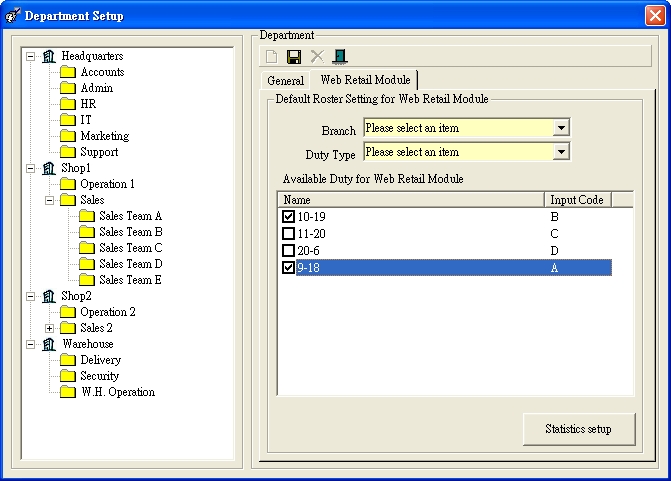 Department Setup
Headquarters
Accounts
Admin
HR
IT
Marketing
Support
Shop1
Operation 1
Sales
Sales Team A
Sales Team B
Sales Team C
Sales Team D
Sales Team E
Shop2
Operation 2
Sales 2
Warehouse
Delivery
Security
W.H. Operation
Department
General Web Retail Module
Default Roster Setting for Web Retail Module
Branch Please select an item
Duty Type Please select an item
Available Duty for Web Retail Module
Name Input Code
10-19 B
11-20 C
20-6 D
9-18 A
Statistics setup